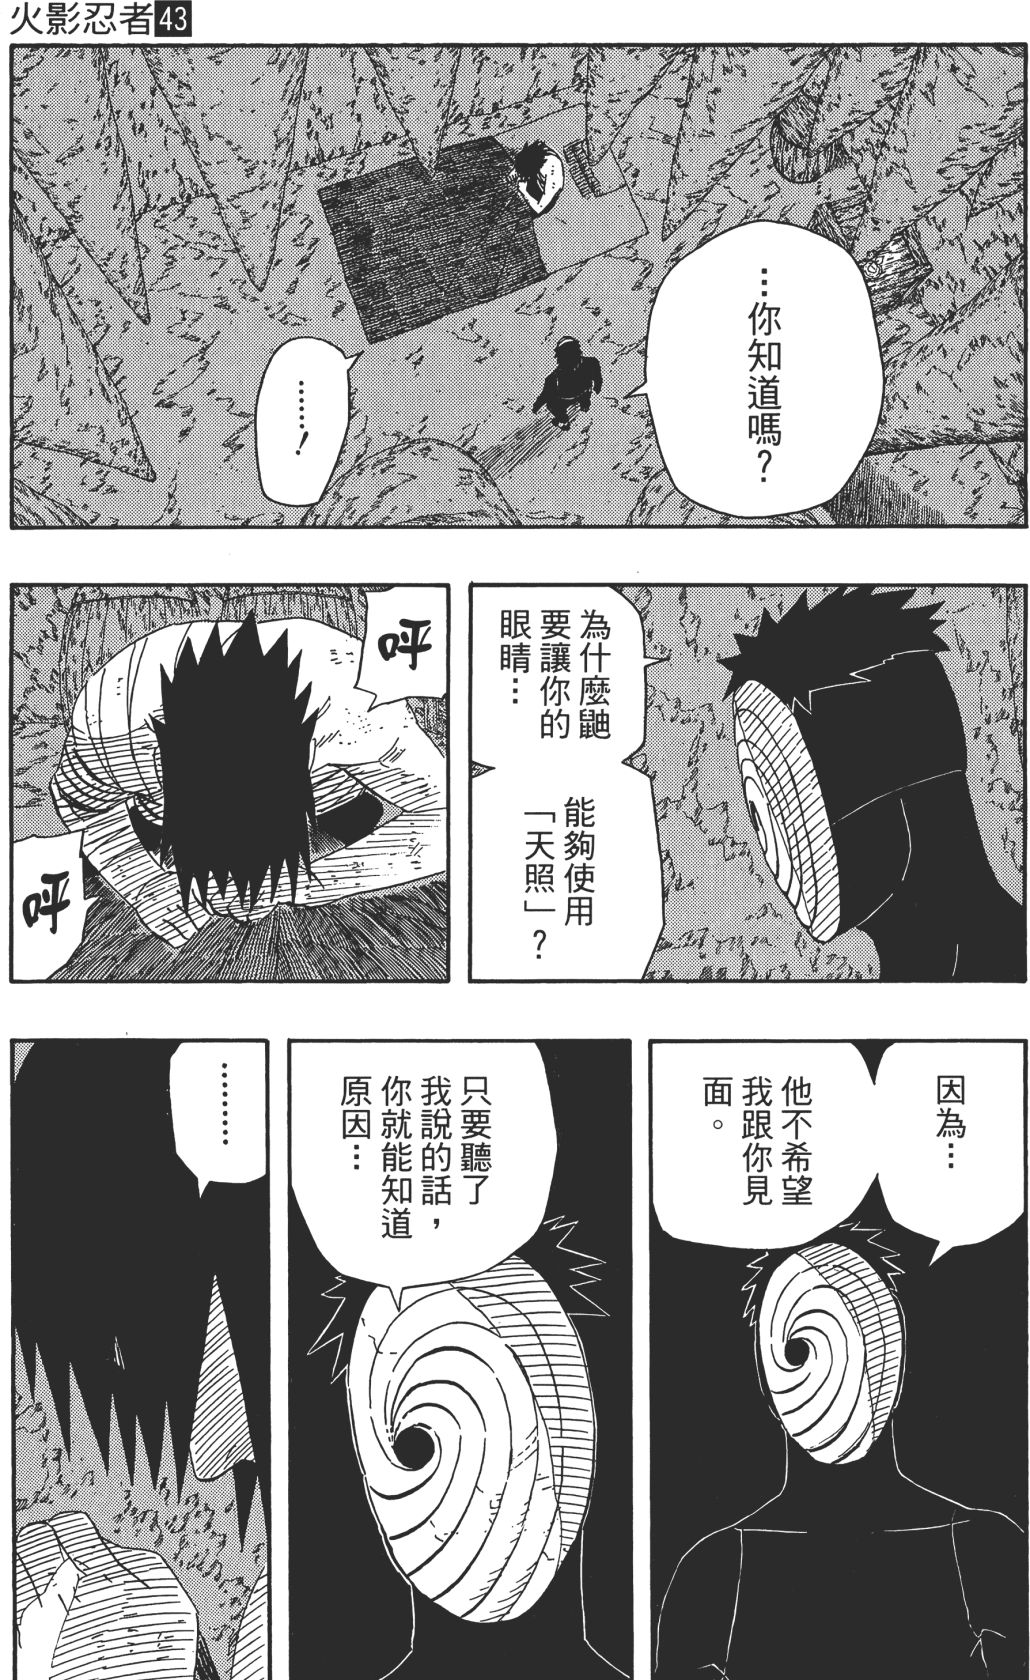 火影忍者43
…你知道嗎？
……！
為什麼鼬
要讓你的
眼睛…
能夠使用
「天照」？
呼
呼
因為…
他不希望
我跟你見
面。
只要聽了
我說的話，
你就能知道
原因…
………